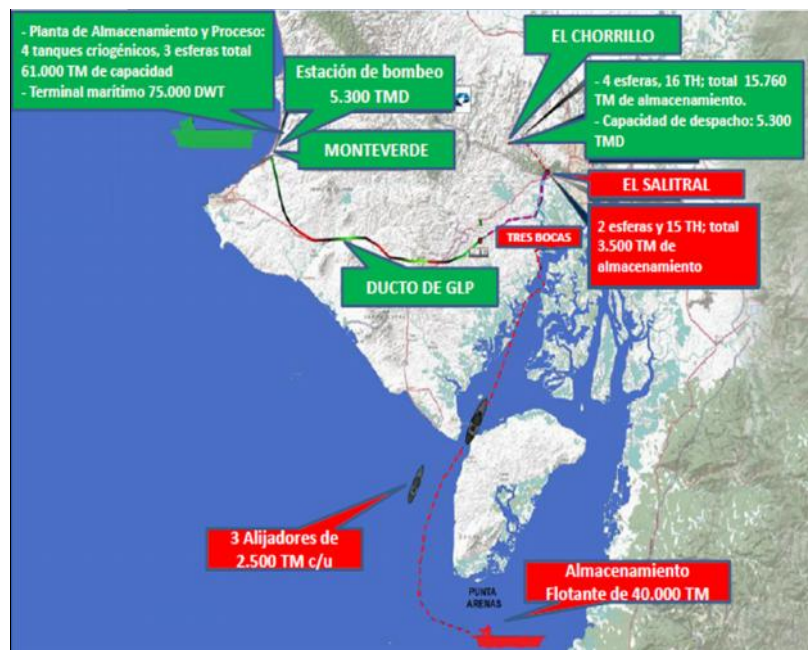 - Planta de Almacenamiento y Proceso:
4 tanques criogénicos, 3 esferas total
61.000 TM de capacidad
- Terminal marítimo 75.000 DWT
Estación de bombeo
5.300 TMD
MONTEVERDE
EL CHORRILLO
- 4 esferas, 16 TH; total 15.760
TM de almacenamiento.
- Capacidad de despacho: 5.300
TMD
EL SALITRAL
2 esferas y 15 TH; total
3.500 TM de
almacenamiento
TRES BOCAS
DUCTO DE GLP
3 Alijadores de
2.500 TM c/u
Almacenamiento
Flotante de 40.000 TM
PUNTA
ARENAS